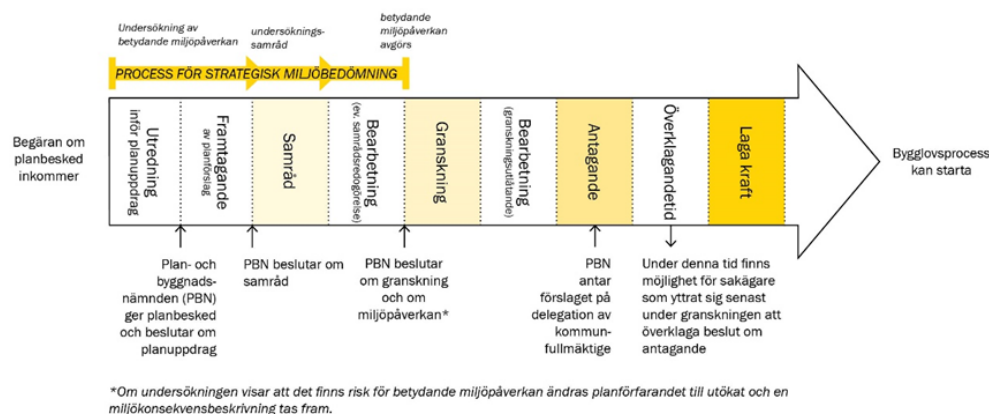 Undersökning av
betydande miljöpåverkan
undersöknings-
samråd
betydande
miljöpåverkan
avgörs
PROCESS FÖR STRATEGISK MILJÖBEDÖMNING
Begäran om
planbesked
inkommer
Utredning
inför planuppdrag
Framtagande
av planförslag
Samråd
Bearbetning
(ev. samrådsredogörelse)
Granskning
Bearbetning
(granskningsutlåtande)
Antagande
Överklagandetid
Laga kraft
Bygglovsprocess
kan starta
Plan- och
byggnads-
nämnden (PBN)
ger planbesked
och beslutar om
planuppdrag
PBN beslutar om
samråd
PBN beslutar
om granskning
och om
miljöpåverkan*
PBN
antar
förslaget på
delegation av
kommun-
fullmäktige
Under denna tid finns
möjlighet för sakägare
som yttrat sig senast
under granskningen att
överklaga beslut om
antagande
*Om undersökningen visar att det finns risk för betydande miljöpåverkan ändras planförfarandet till utökat och en
miljökonsekvensbeskrivning tas fram.